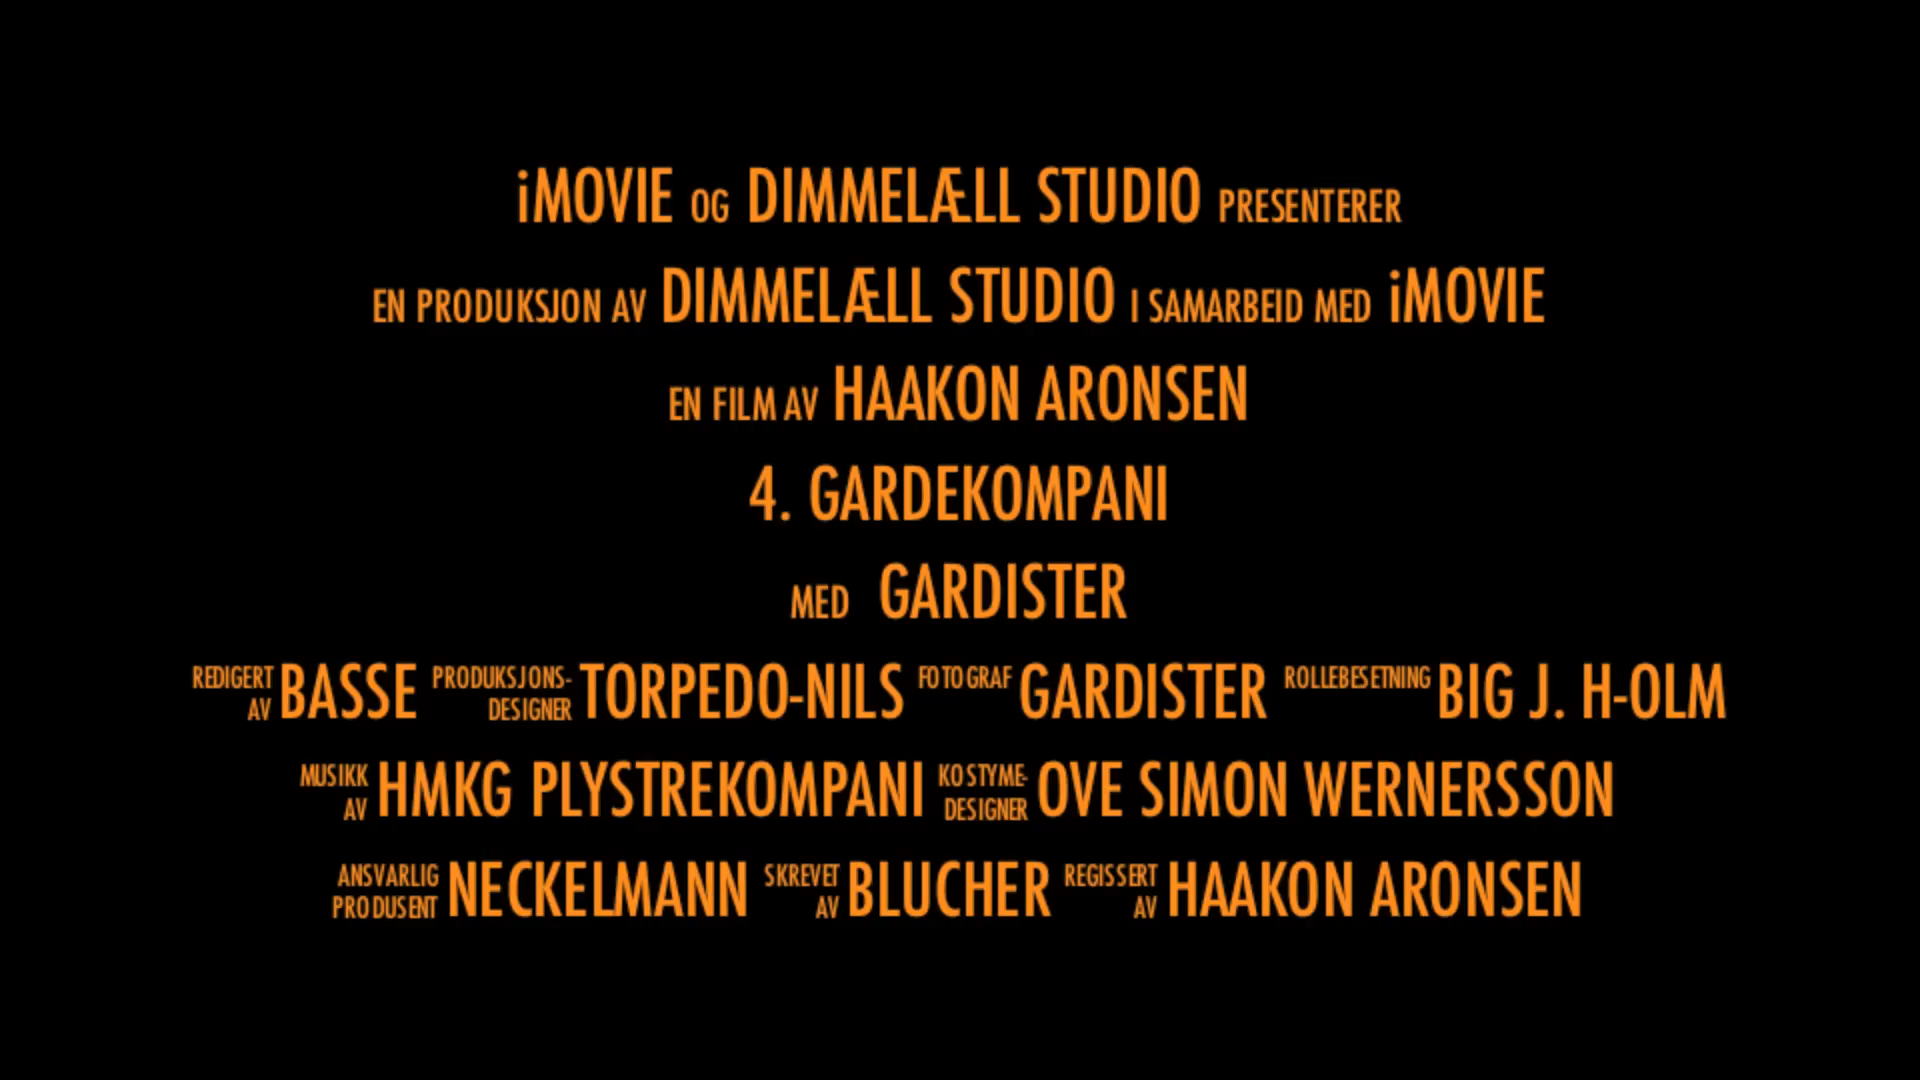 iMOVIE OG DIMMELÆLL STUDIO PRESENTERER
EN PRODUKSJON AV DIMMELÆLL STUDIO I SAMARBEID MED iMOVIE
EN FILM AV HAAKON ARONSEN
4. GARDEKOMPANI
MED GARDISTER
REDIGERT AV BASSE PRODUKSJONS-DESIGNER TORPEDO-NILS FOTOGRAF GARDISTER ROLLEBESETNING BIG J. H-OLM
MUSIKK AV HMKG PLYSTREKOMPANI KOSTYME-DESIGNER OVE SIMON WERNERSSON
ANSVARLIG PRODUSENT NECKELMANN SKREVET AV BLUCHER REGISSERT AV HAAKON ARONSEN